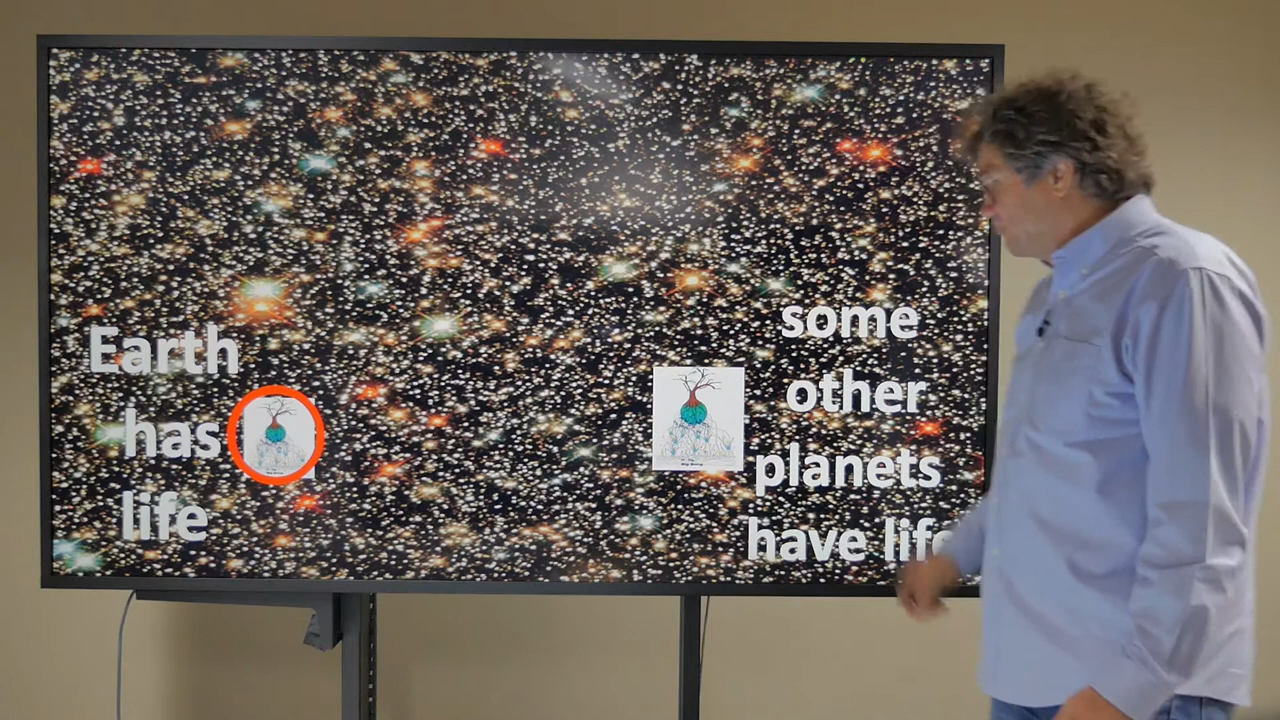 Earth
has
life
some
other
planets
have life